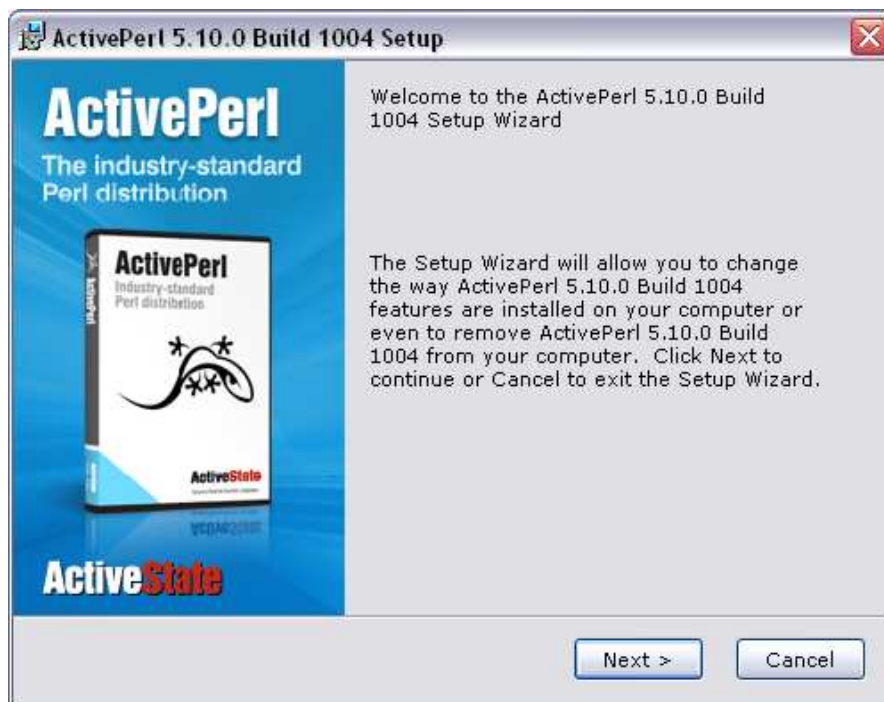 ActivePerl 5.10.0 Build 1004 Setup
ActivePerl
The industry-standard
Perl distribution
ActivePerl
Industry-standard
Perl distribution
ActivePerl
ActiveState
ActiveState
Welcome to the ActivePerl 5.10.0 Build
1004 Setup Wizard
The Setup Wizard will allow you to change
the way ActivePerl 5.10.0 Build 1004
features are installed on your computer or
even to remove ActivePerl 5.10.0 Build
1004 from your computer.  Click Next to
continue or Cancel to exit the Setup Wizard.
Next >
Cancel